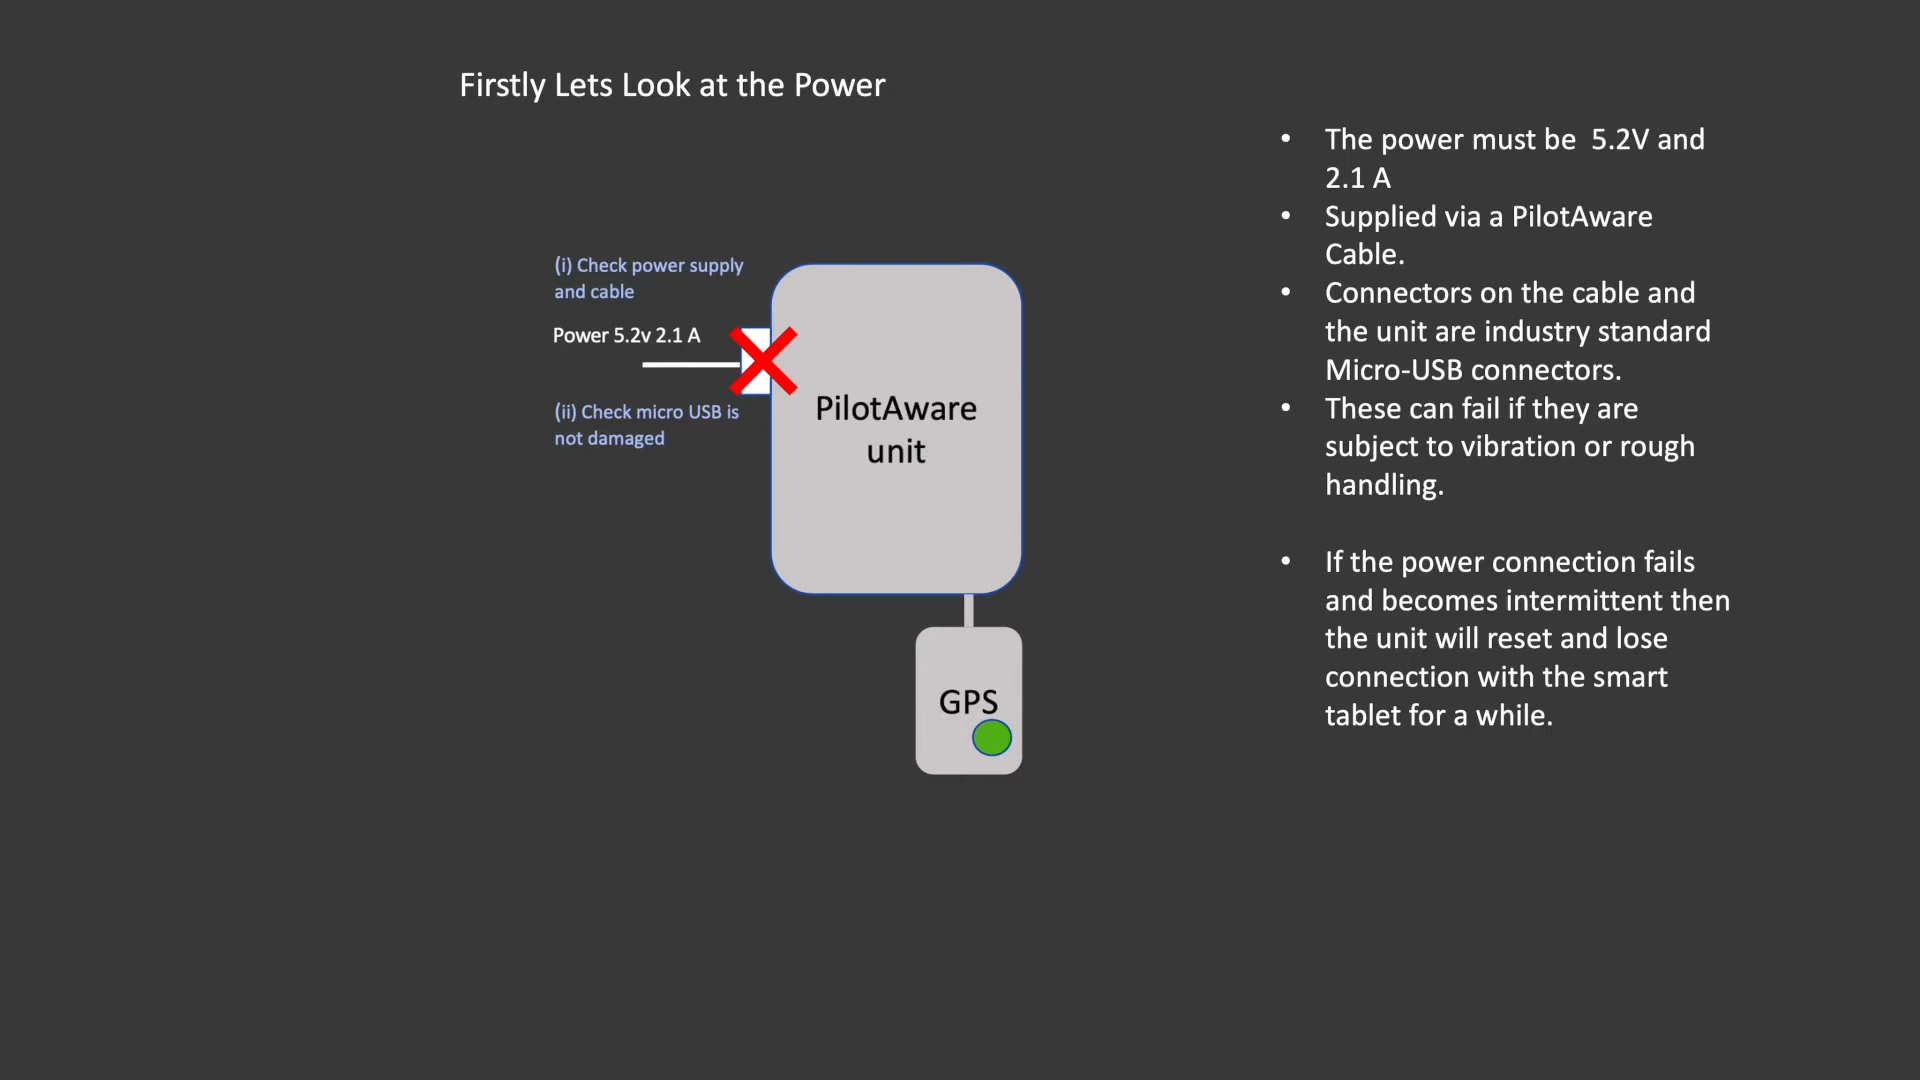 Firstly Lets Look at the Power
(i) Check power supply
and cable
Power 5.2v 2.1 A
(ii) Check micro USB is
not damaged
PilotAware
unit
GPS
• The power must be  5.2V and
2.1 A
• Supplied via a PilotAware
Cable.
• Connectors on the cable and
the unit are industry standard
Micro-USB connectors.
• These can fail if they are
subject to vibration or rough
handling.
• If the power connection fails
and becomes intermittent then
the unit will reset and lose
connection with the smart
tablet for a while.